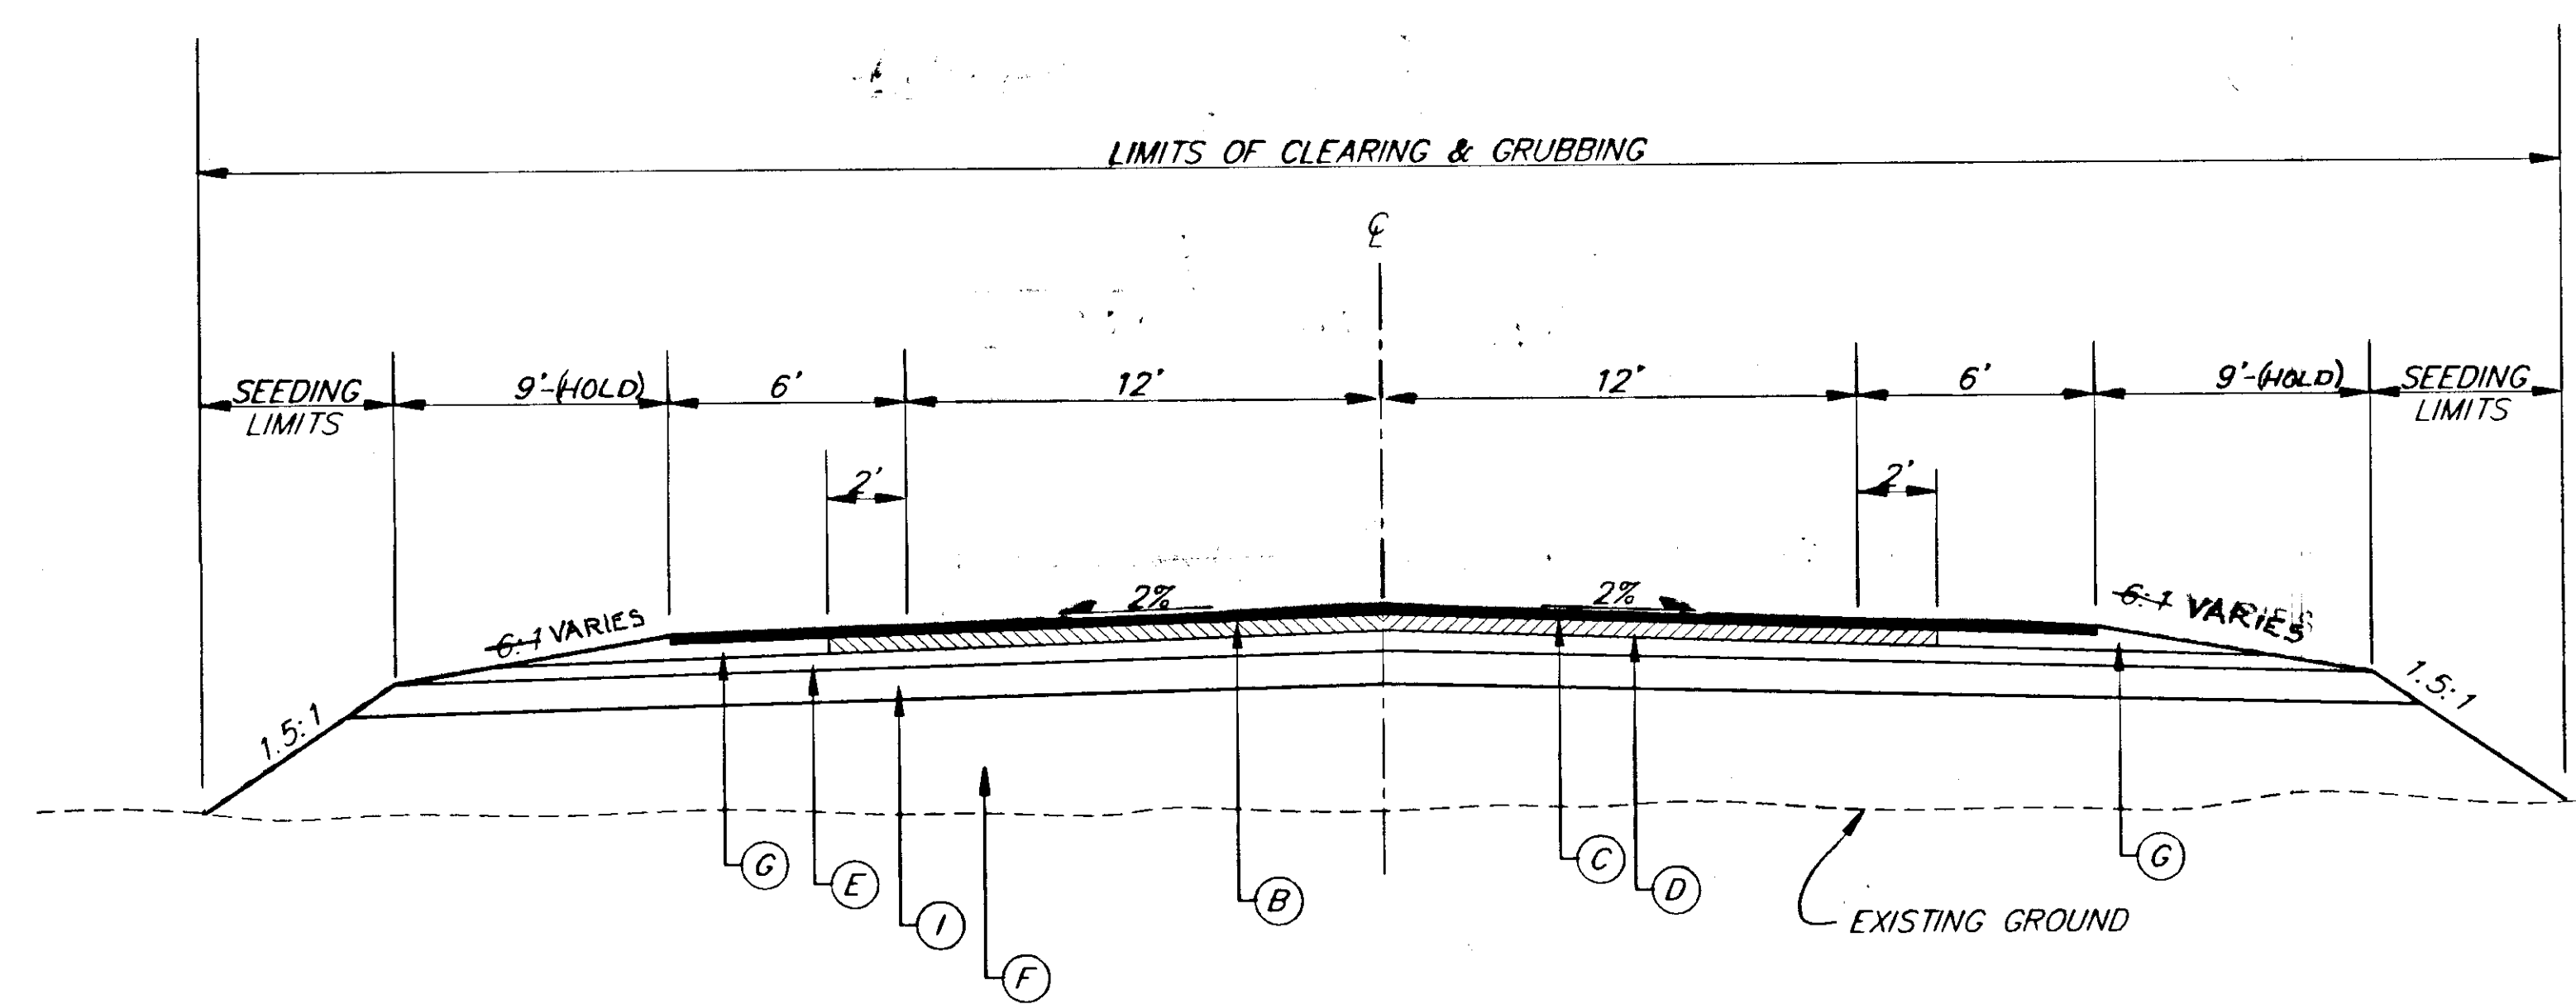 LIMITS OF CLEARING & GRUBBING
℄
SEEDING LIMITS
9'-(HOLD)
6'
12'
12'
6'
9'-(HOLD)
SEEDING LIMITS
2'
2'
6:1 VARIES
2%
2%
6:1 VARIES
1.5:1
1.5:1
G
E
I
F
B
C
D
G
EXISTING GROUND